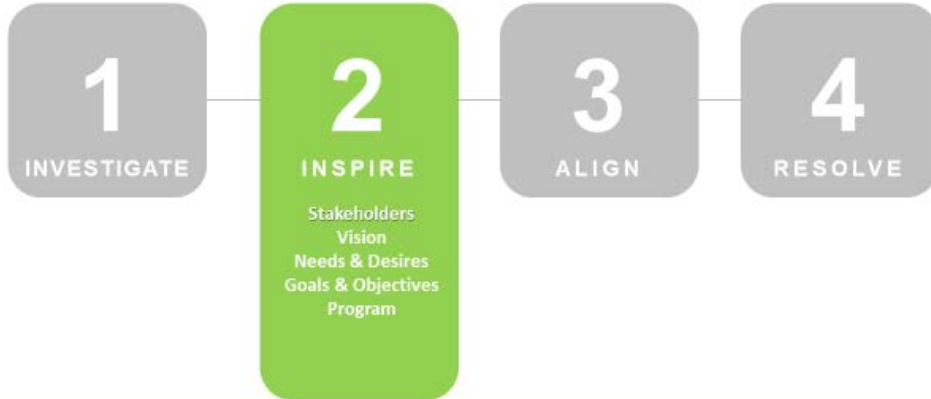 1
INVESTIGATE
2
INSPIRE
Stakeholders
Vision
Needs & Desires
Goals & Objectives
Program
3
ALIGN
4
RESOLVE